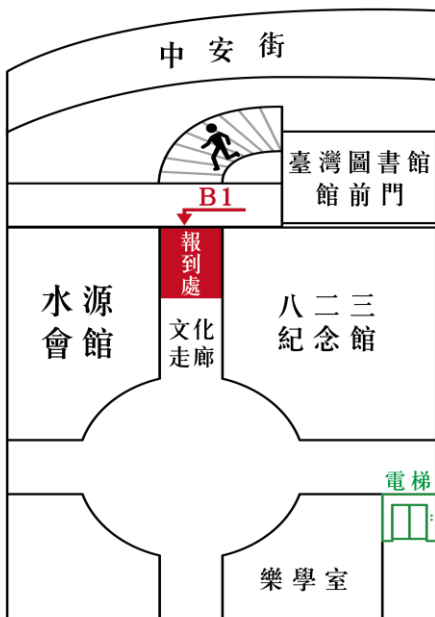 中安街
臺灣圖書館
館前門
B1
報到處
水源
會館
文化
走廊
八二三
紀念館
電梯
樂學室